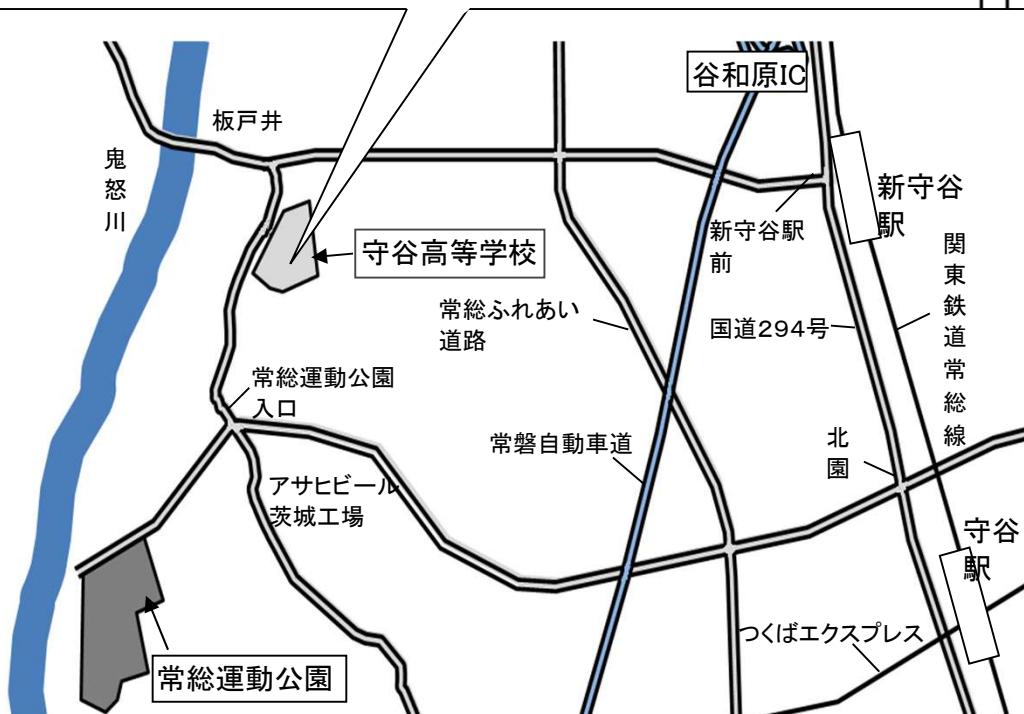 谷和原IC
板戸井
鬼怒川
新守谷
駅
新守谷駅
前
守谷高等学校
関東鉄道常総線
常総ふれあい
道路
国道294号
常総運動公園
入口
北園
常磐自動車道
アサヒビール
茨城工場
守谷
駅
つくばエクスプレス
常総運動公園